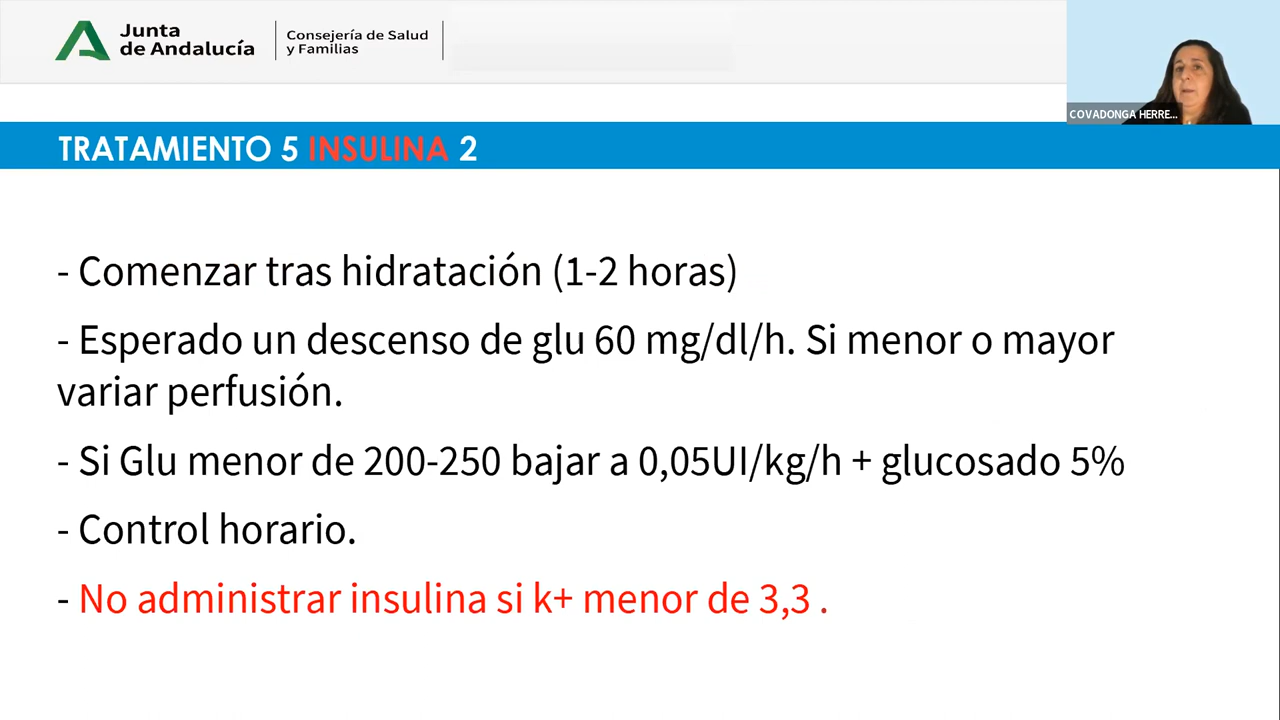 Junta
de Andalucía
Consejería de Salud
y Familias
COVADONGA HERRE...
TRATAMIENTO 5 INSULINA 2
- Comenzar tras hidratación (1-2 horas)
- Esperado un descenso de glu 60 mg/dl/h. Si menor o mayor
variar perfusión.
- Si Glu menor de 200-250 bajar a 0,05UI/kg/h + glucosado 5%
- Control horario.
- No administrar insulina si k+ menor de 3,3 .